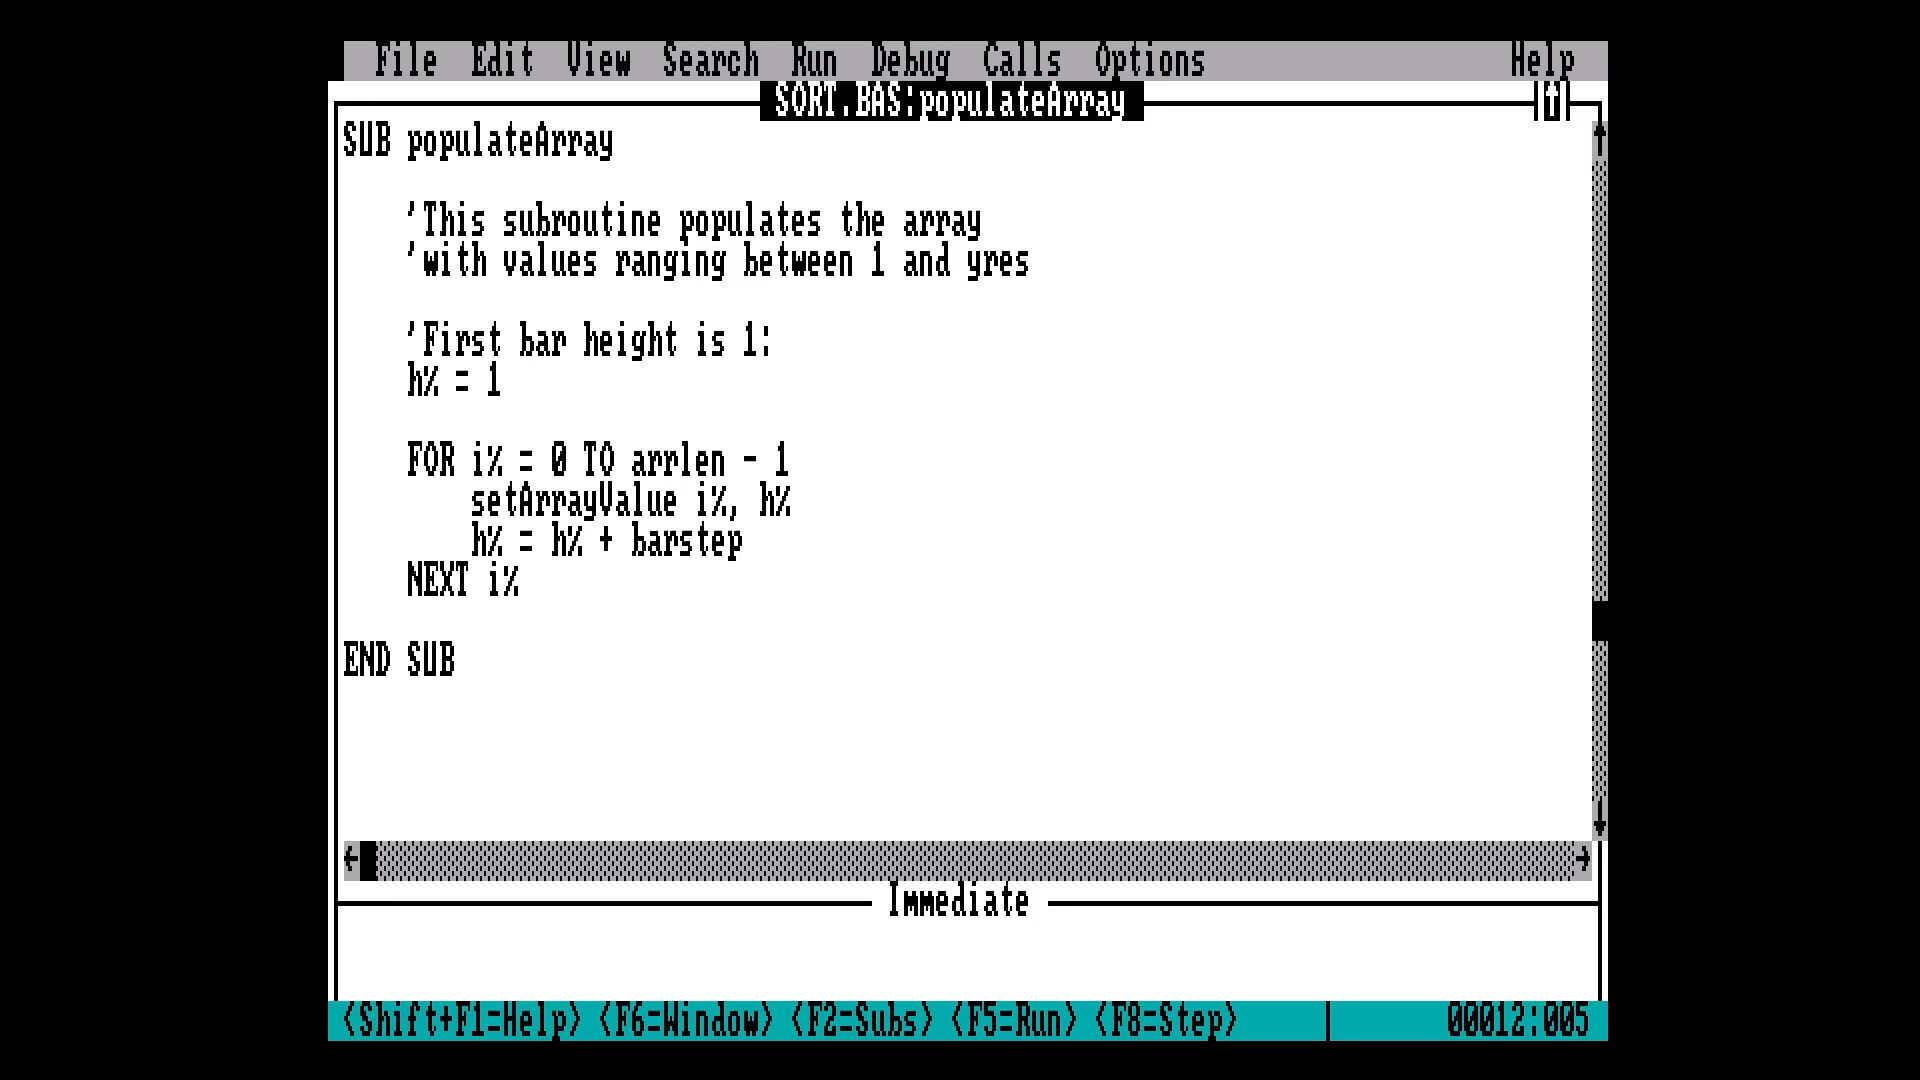 File Edit View Search Run Debug Calls Options Help
SORT.BAS:populateArray
SUB populateArray
'This subroutine populates the array
'with values ranging between 1 and yres
'First bar height is 1:
h% = 1
FOR i% = 0 TO arrlen - 1
setArrayValue i%, h%
h% = h% + barstep
NEXT i%
END SUB
Immediate
<Shift+F1=Help> <F6=Window> <F2=Subs> <F5=Run> <F8=Step> 00012:005